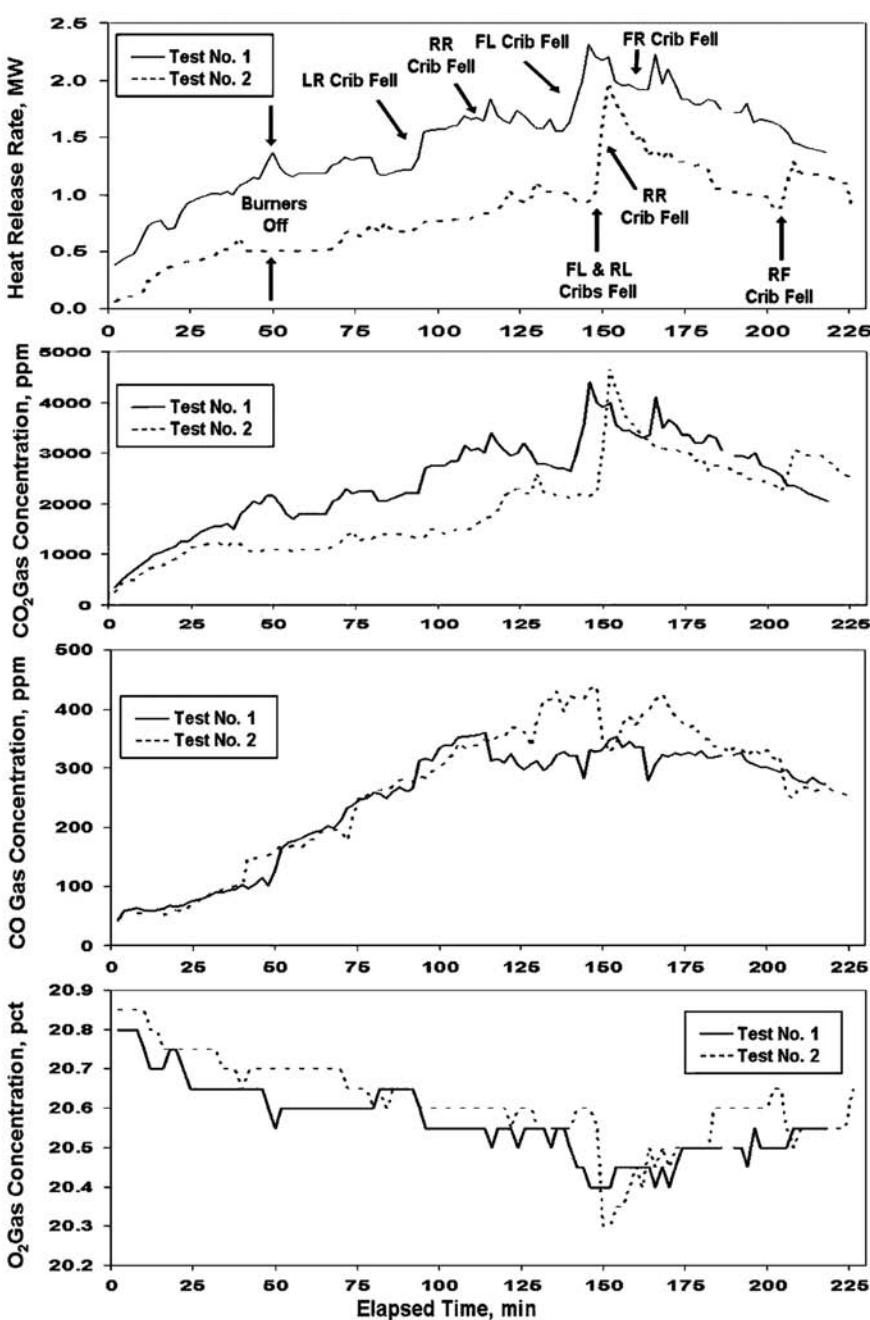 Heat Release Rate, MW
2.5
2.0
1.5
1.0
0.5
0.0
Test No. 1
Test No. 2
LR Crib Fell
RR
Crib Fell
FL Crib Fell
FR Crib Fell
Burners
Off
RR
Crib Fell
FL & RL
Cribs Fell
RF
Crib Fell
0 25 50 75 100 125 150 175 200 225
CO2Gas Concentration, ppm
5000
4000
3000
2000
1000
0
Test No. 1
Test No. 2
0 25 50 75 100 125 150 175 200 225
CO Gas Concentration, ppm
500
400
300
200
100
0
Test No. 1
Test No. 2
0 25 50 75 100 125 150 175 200 225
O2Gas Concentration, pct
20.9
20.8
20.7
20.6
20.5
20.4
20.3
20.2
Test No. 1
Test No. 2
0 25 50 75 100 125 150 175 200 225
Elapsed Time, min